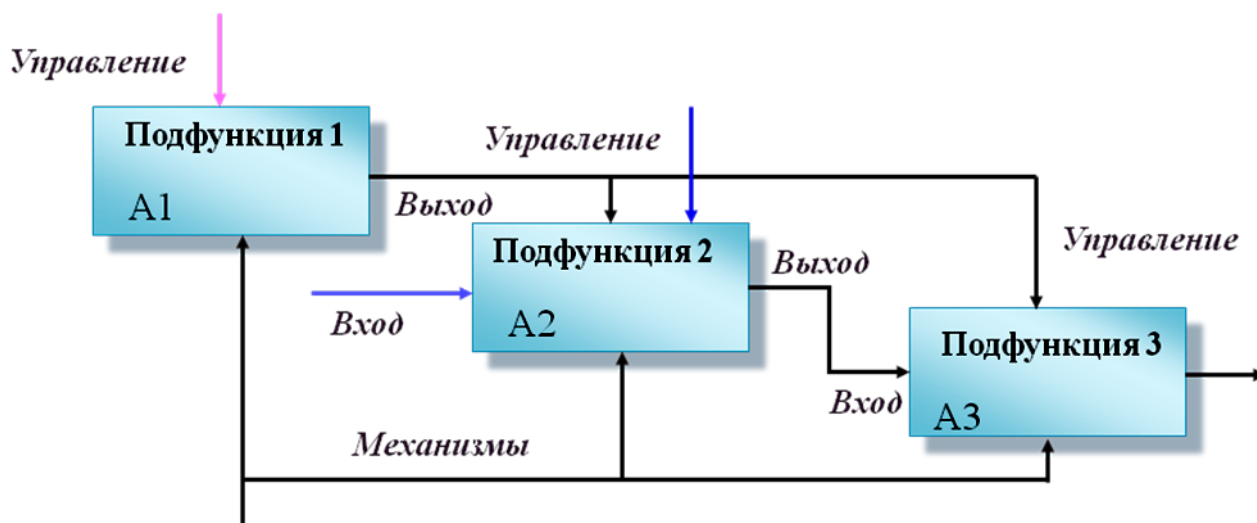 Управление
Подфункция 1
А1
Управление
Выход
Подфункция 2
А2
Вход
Выход
Управление
Подфункция 3
А3
Вход
Механизмы